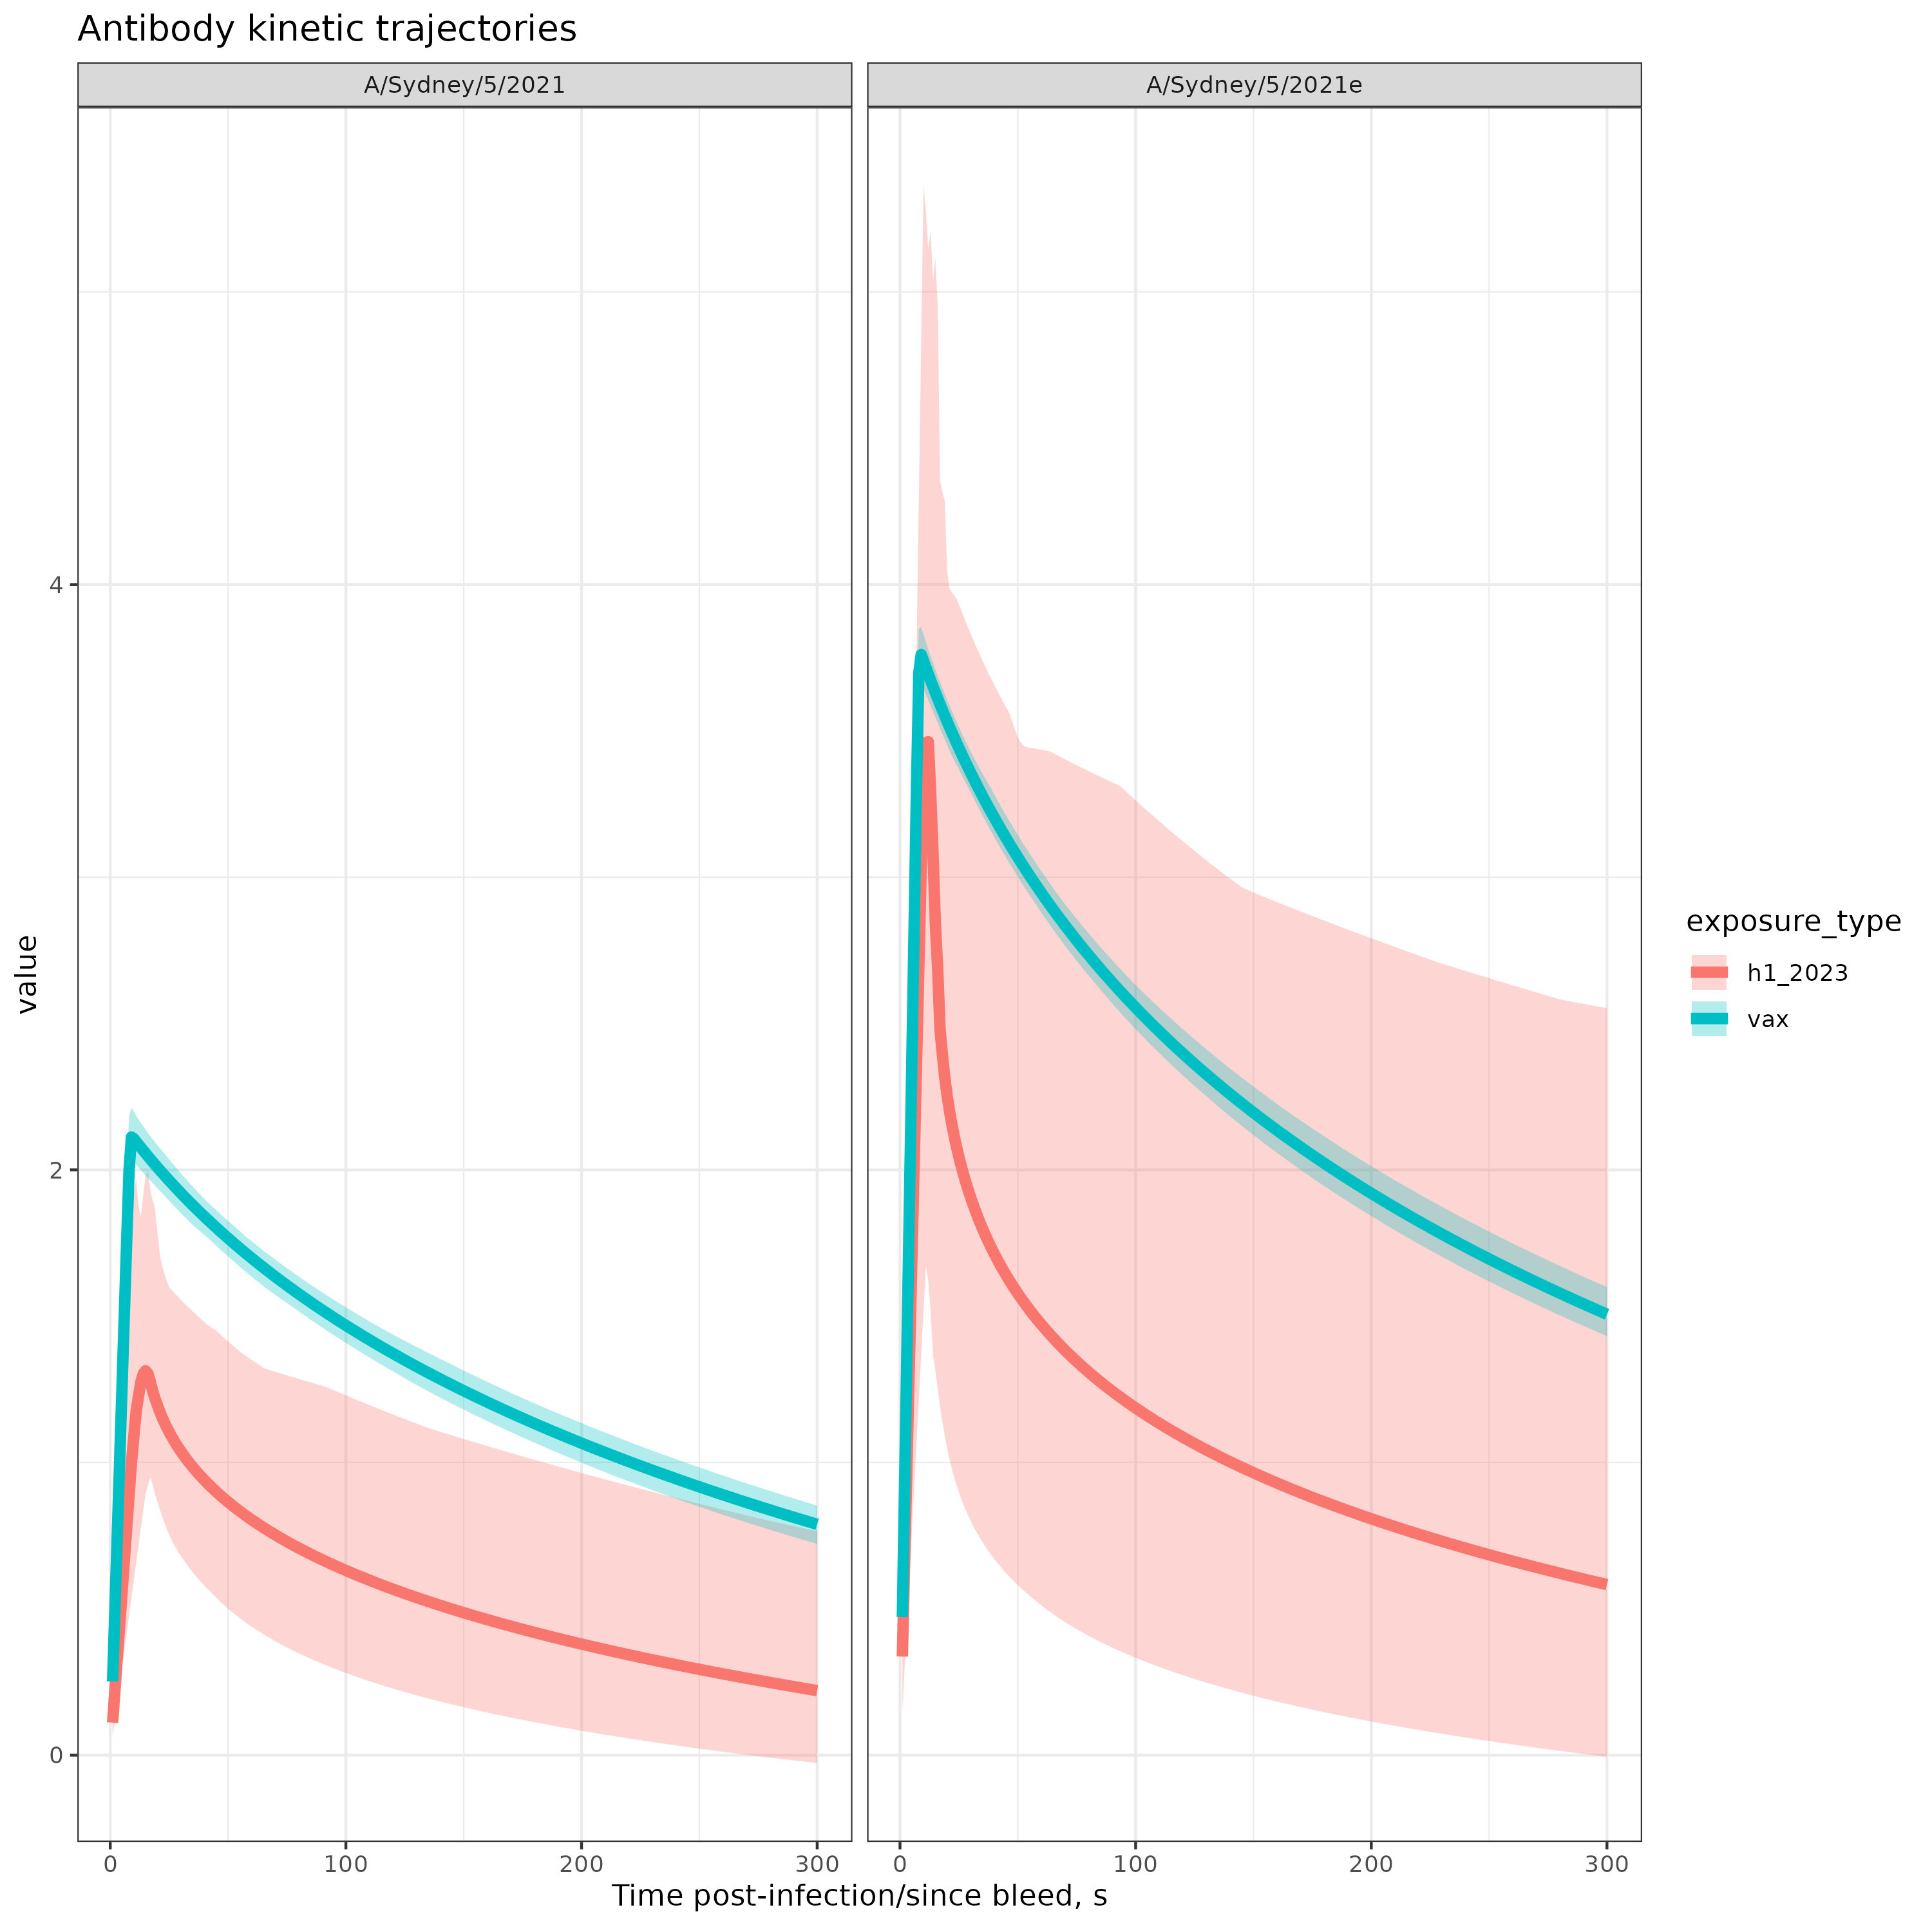 Antibody kinetic trajectories
A/Sydney/5/2021
A/Sydney/5/2021e
value
4
2
0
0
100
200
300
0
100
200
300
Time post-infection/since bleed, s
exposure_type
h1_2023
vax